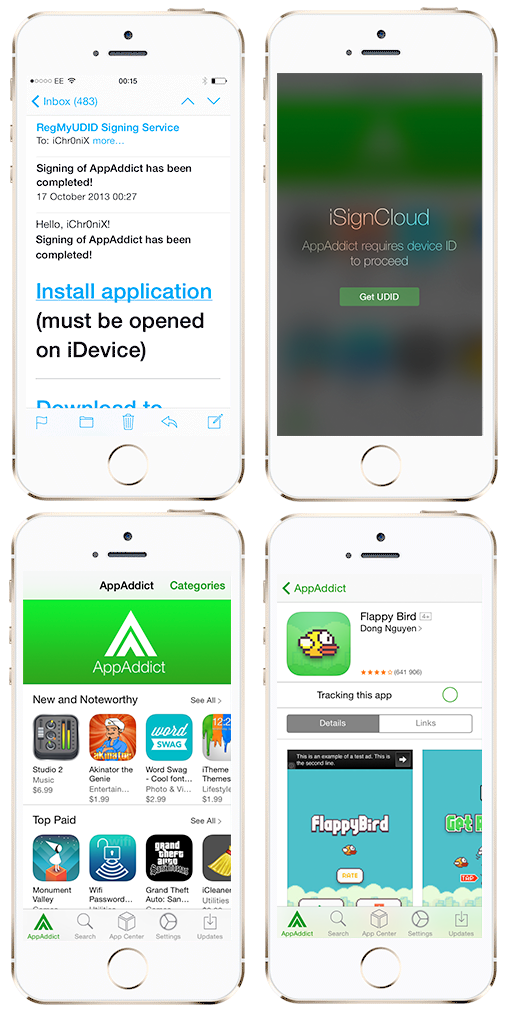 EE 00:15
Inbox (483)
RegMyUDID Signing Service
To: iChr0niX more...
Signing of AppAddict has been
completed!
17 October 2013 00:27
Hello, iChr0niX!
Signing of AppAddict has been
completed!
Install application
(must be opened
on iDevice)
Download to
iSignCloud
AppAddict requires device ID
to proceed
Get UDID
AppAddict Categories
AppAddict
New and Noteworthy See All >
word
SWAG
12:2
Studio 2
Music
$6.99
Akinator the
Genie
Entertain...
$1.99
Word Swag
- Cool font...
Photo & Vi...
$2.99
iTheme
Themes
Lifestyle
$1.99
Top Paid See All >
grand
theft
auto
Monument
Valley
Games
Wifi
Password...
Utilities
Grand Theft
Auto: San...
Games
iCleaner
Utilities
AppAddict Search App Center Settings Updates
AppAddict
Flappy Bird 4+
Dong Nguyen >
(641 906)
Tracking this app
Details Links
This is an example of a test ad. This is
the second line.
FlappyBird
RATE
Get R
TAP
AppAddict Search App Center Settings Updates